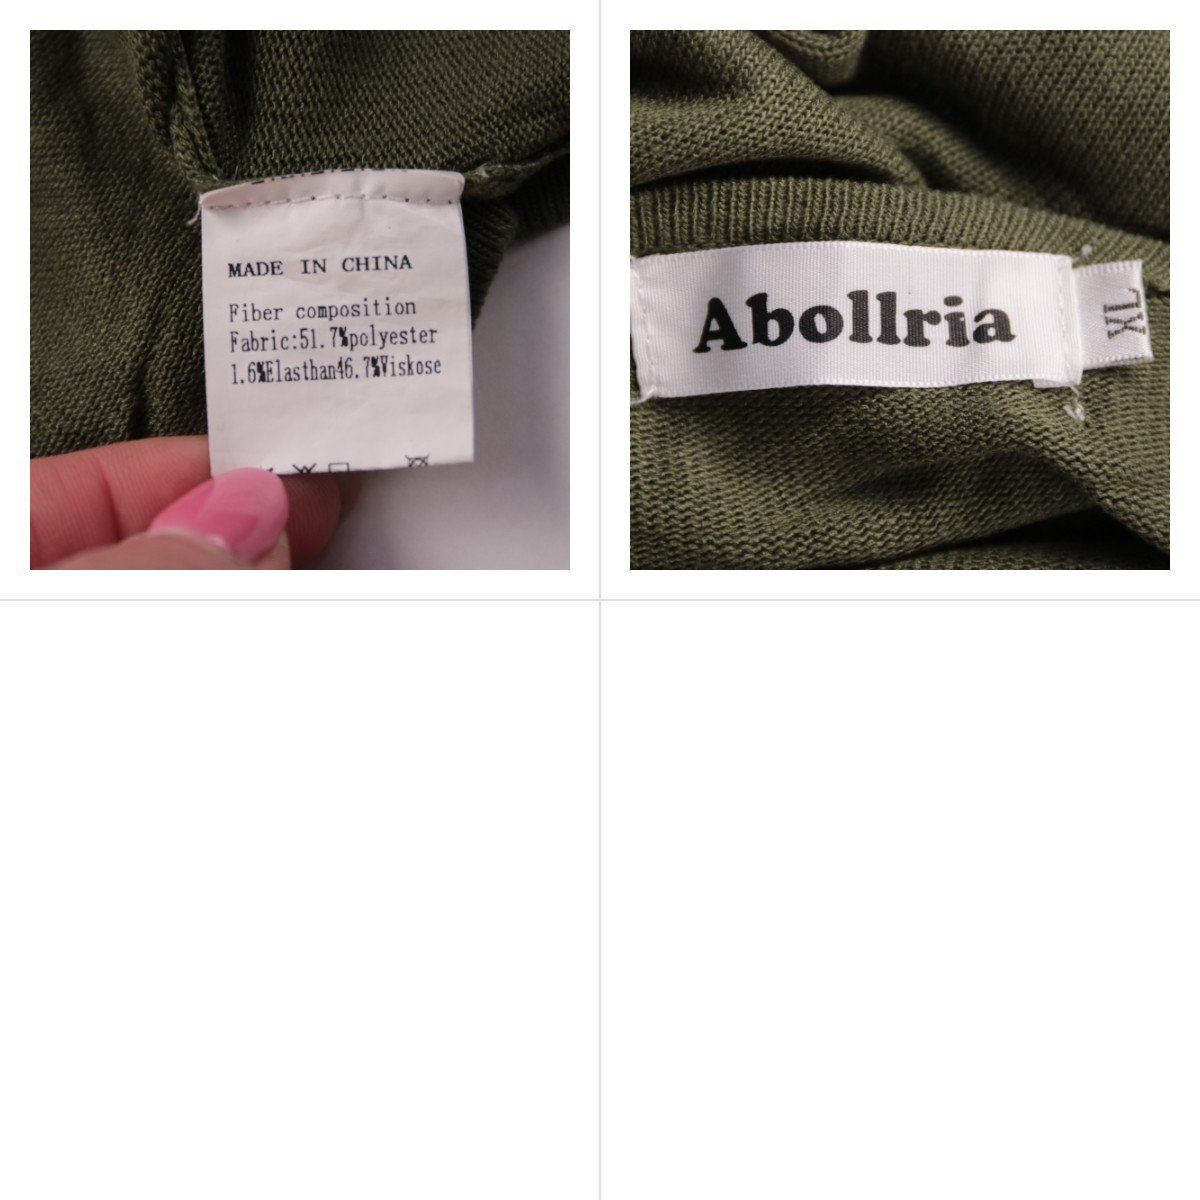 MADE IN CHINA
Fiber composition
Fabric:51.7%polyester
1.6%Elasthan46.7%Viskose
Abollria
XL